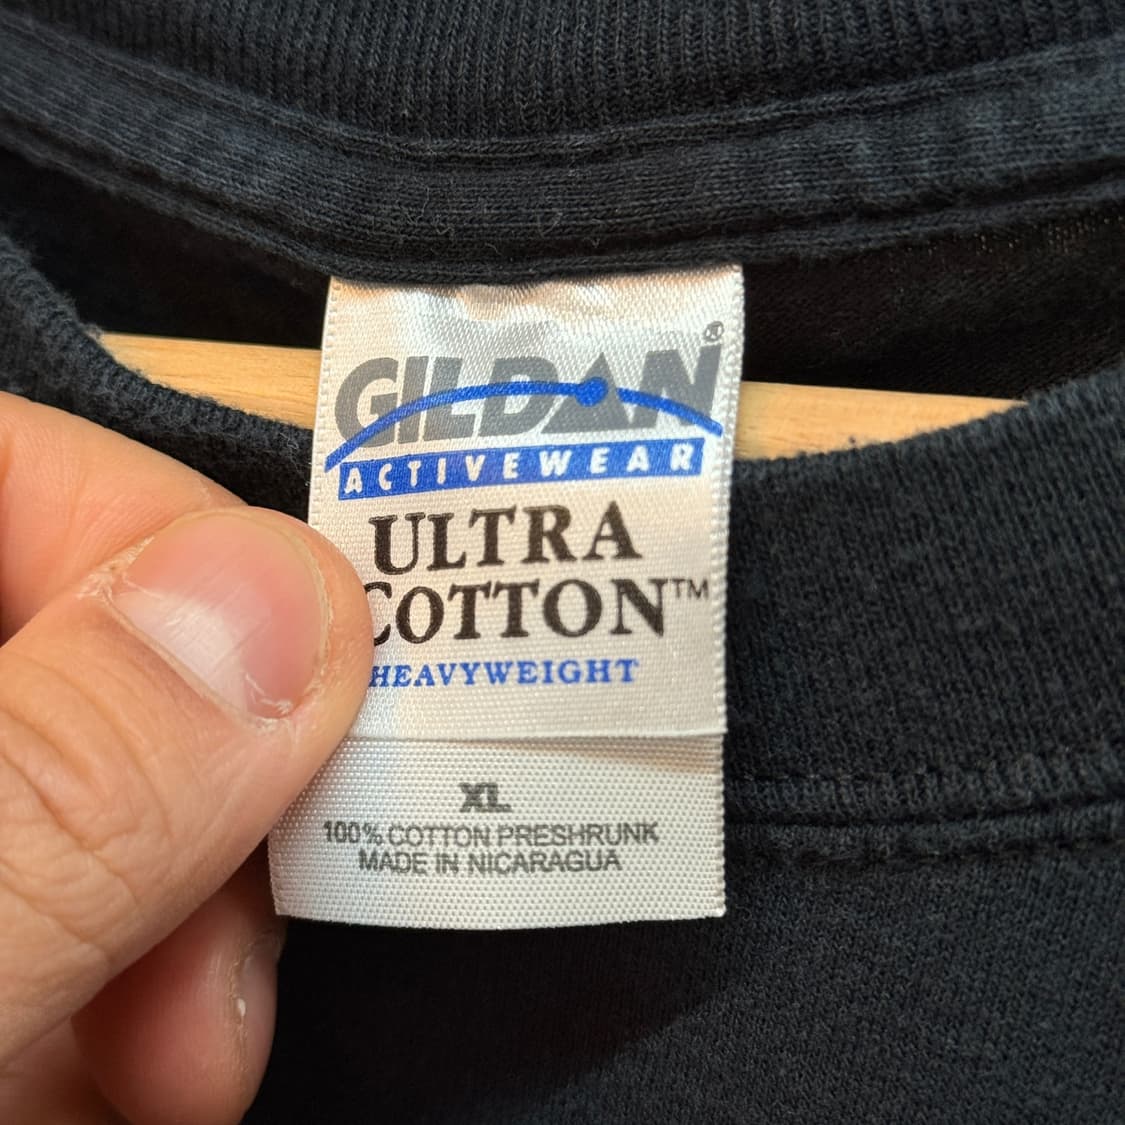 GILDAN®
ACTIVEWEAR
ULTRA
COTTON™
HEAVYWEIGHT
XL
100% COTTON PRESHRUNK
MADE IN NICARAGUA